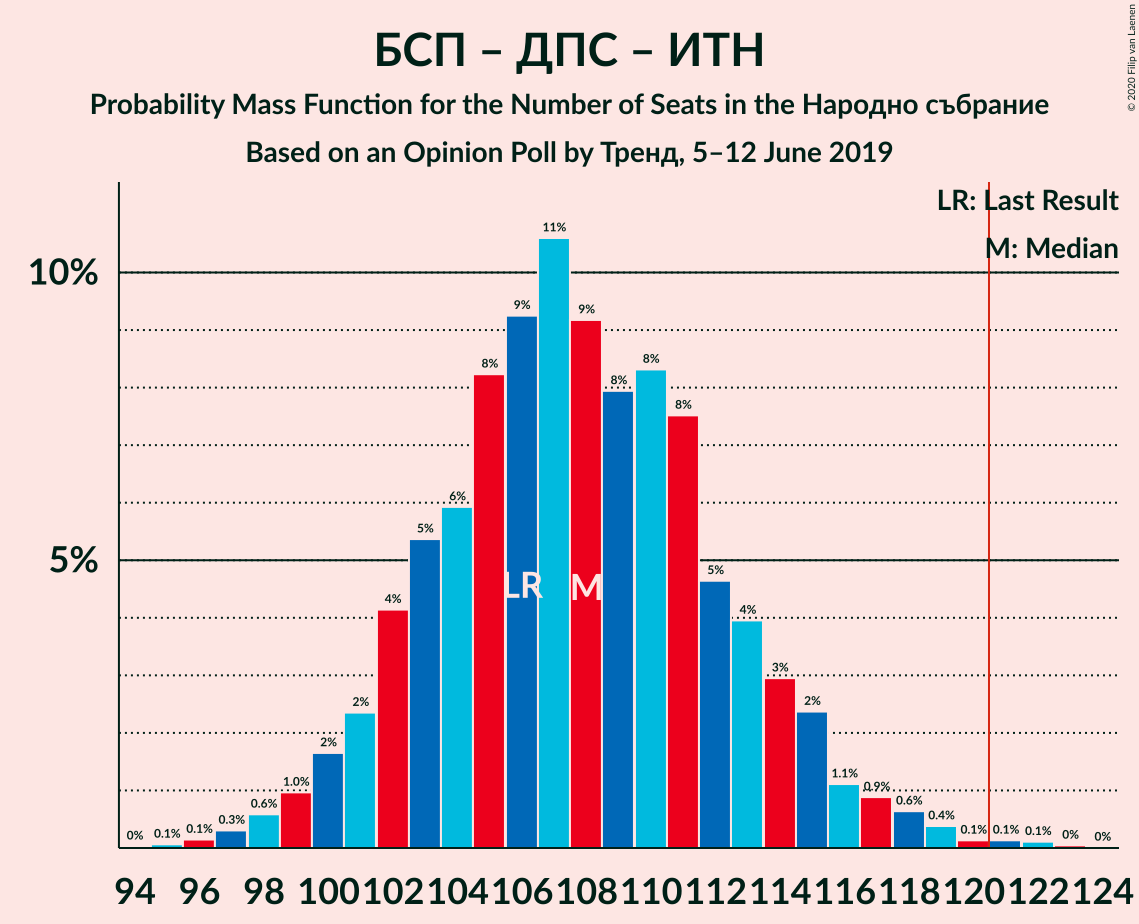 БСП – ДПС – ИТН
Probability Mass Function for the Number of Seats in the Народно събрание
Based on an Opinion Poll by Тренд, 5–12 June 2019
© 2020 Filip van Laenen
LR: Last Result
M: Median
10%
5%
0% 0.1% 0.1% 0.3% 0.6% 1.0% 2% 2% 4% 5% 6% 8% 9% 11% 9% 8% 8% 8% 5% 4% 3% 2% 1.1% 0.9% 0.6% 0.4% 0.1% 0.1% 0.1% 0% 0%
LR M
94 96 98 100 102 104 106 108 110 112 114 116 118 120 122 124